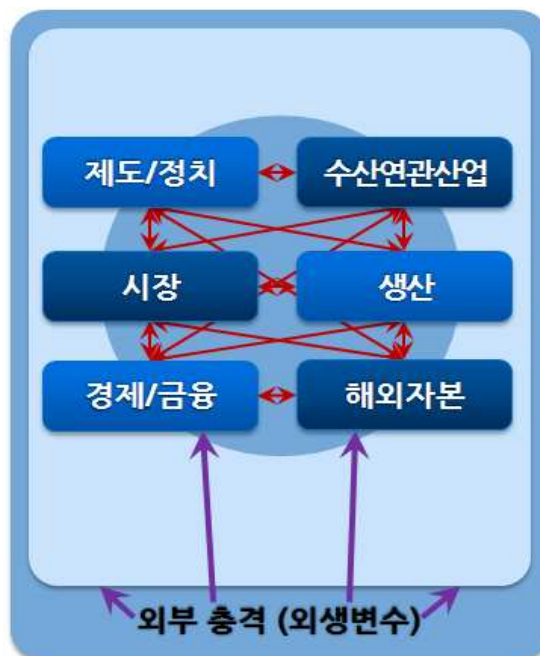 제도/정치
수산연관산업
시장
생산
경제/금융
해외자본
외부 충격 (외생변수)